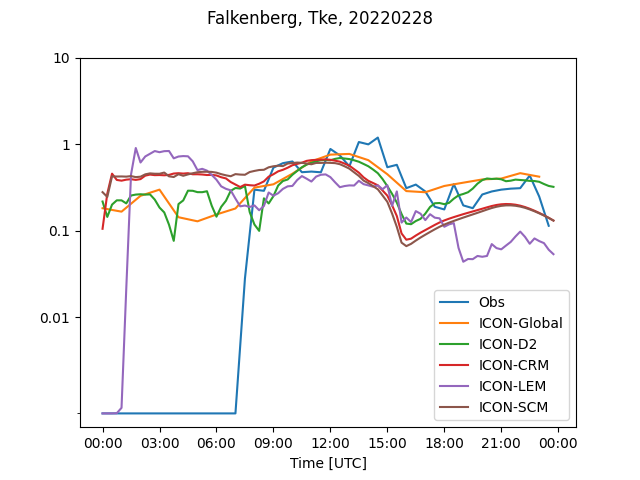 Falkenberg, Tke, 20220228
10
1
0.1
0.01
Obs
ICON-Global
ICON-D2
ICON-CRM
ICON-LEM
ICON-SCM
00:00 03:00 06:00 09:00 12:00 15:00 18:00 21:00 00:00
Time [UTC]